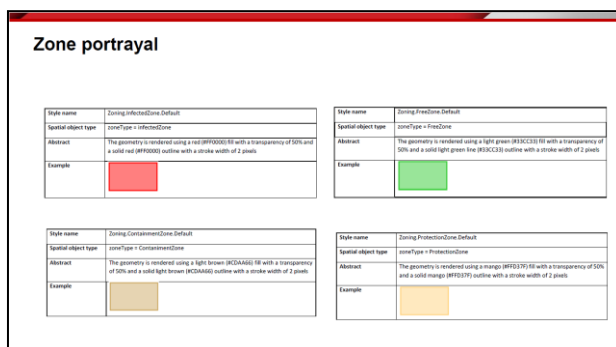 Zone portrayal
Style name Zoning.InfectedZone.Default
Spatial object type zoneType = InfectedZone
Abstract The geometry is rendered using a red (#FF0000) fill with a transparency of 50% and
a solid red (#FF0000) outline with a stroke width of 2 pixels
Example
Style name Zoning.FreeZone.Default
Spatial object type zoneType = FreeZone
Abstract The geometry is rendered using a light green (#33CC33) fill with a transparency of
50% and a solid light green line (#33CC33) outline with a stroke width of 2 pixels
Example
Style name Zoning.ContainmentZone.Default
Spatial object type zoneType = ContanimentZone
Abstract The geometry is rendered using a light brown (#CDAA66) fill with a transparency
of 50% and a solid light brown (#CDAA66) outline with a stroke width of 2 pixels
Example
Style name Zoning.ProtectionZone.Default
Spatial object type zoneType = ProtectionZone
Abstract The geometry is rendered using a mango (#FFD37F) fill with a transparency of 50%
and a solid mango (#FFD37F) outline with a stroke width of 2 pixels
Example